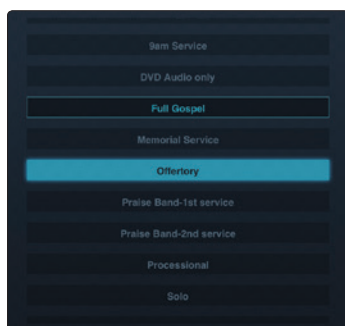 9am Service
DVD Audio only
Full Gospel
Memorial Service
Offertory
Praise Band-1st service
Praise Band-2nd service
Processional
Solo